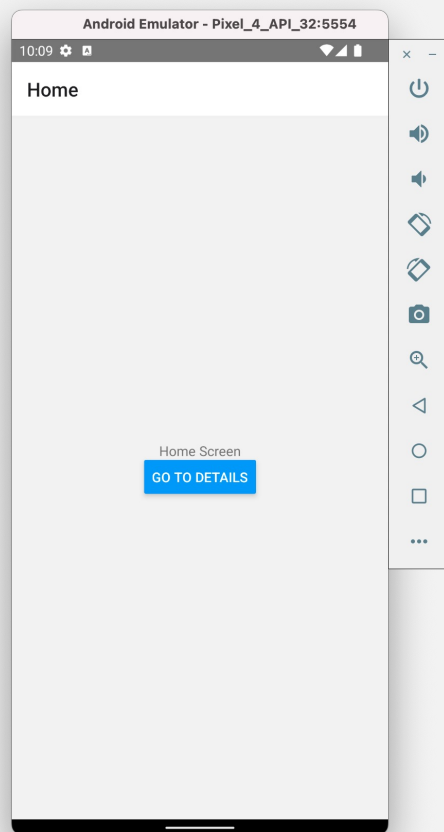 Android Emulator - Pixel_4_API_32:5554
10:09
Home
Home Screen
GO TO DETAILS